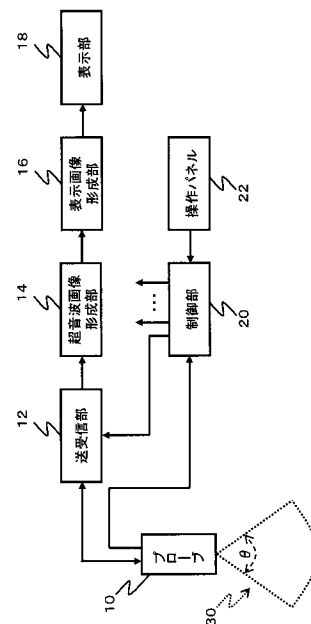 10
プローブ
30
θ
12
送受信部
14
超音波画像
形成部
16
表示画像
形成部
18
表示部
20
制御部
…
22
操作パネル